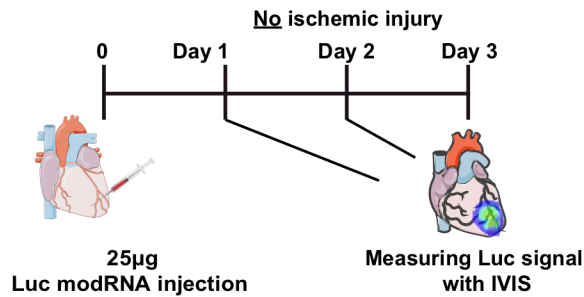 No ischemic injury
0 Day 1 Day 2 Day 3
25µg
Luc modRNA injection
Measuring Luc signal
with IVIS